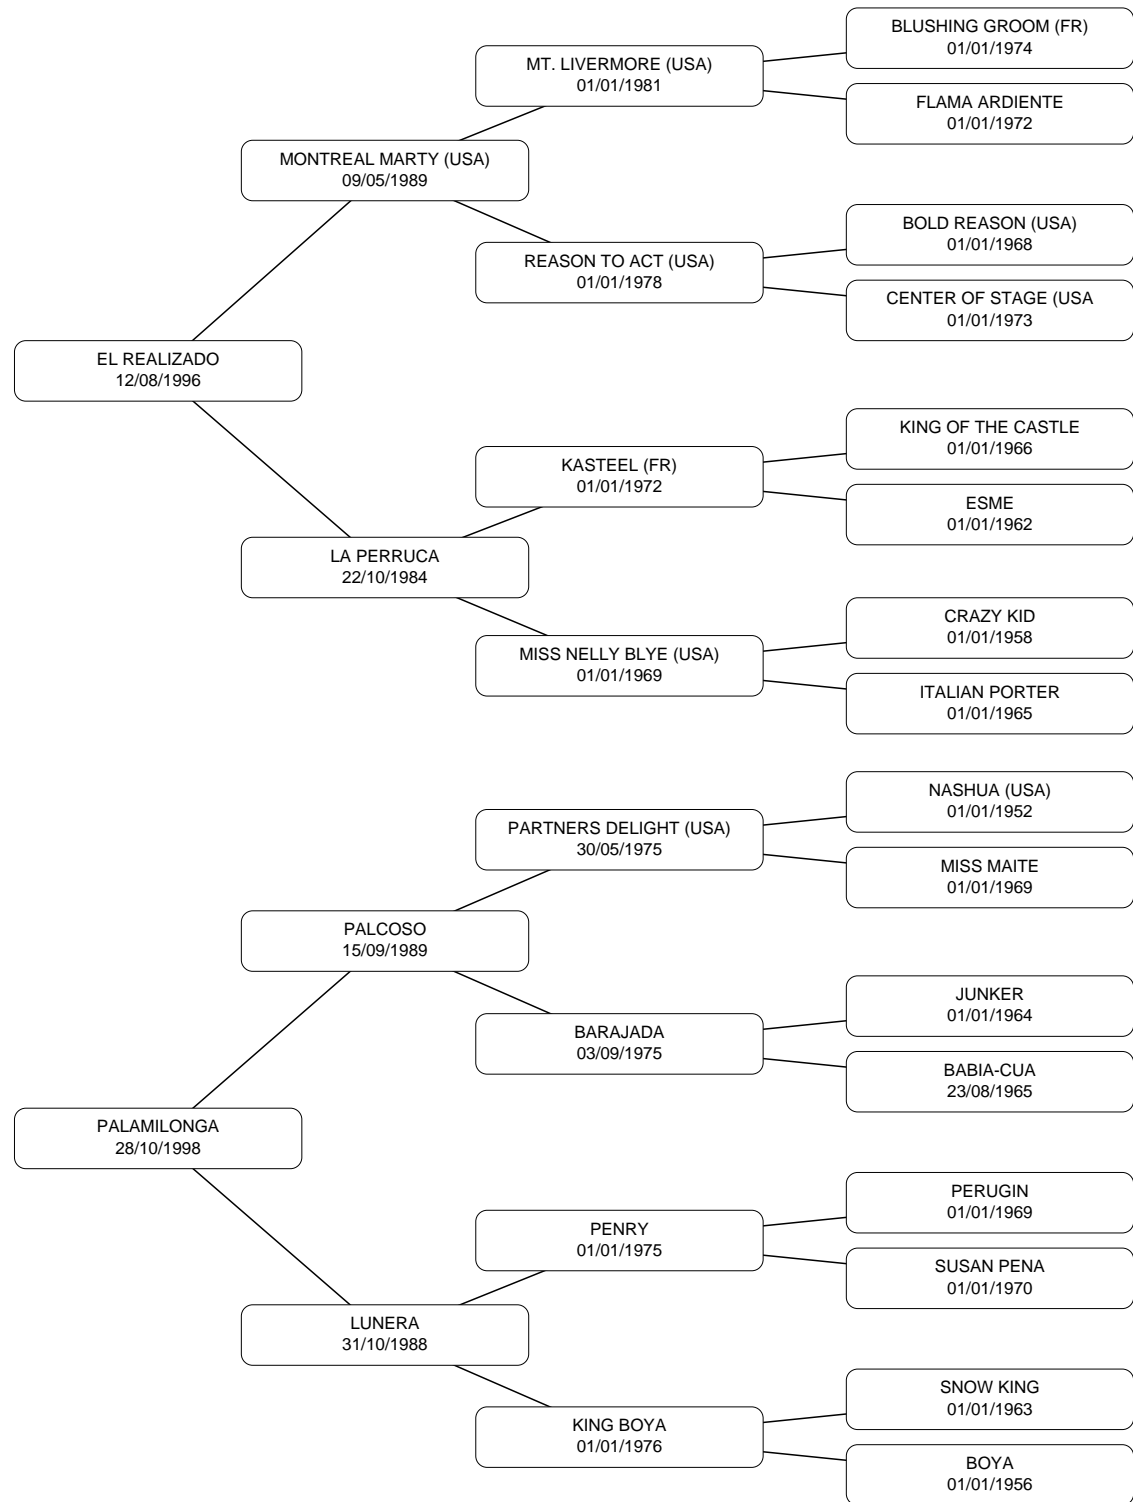 BLUSHING GROOM (FR)
01/01/1974
MT. LIVERMORE (USA)
01/01/1981
FLAMA ARDIENTE
01/01/1972
MONTREAL MARTY (USA)
09/05/1989
BOLD REASON (USA)
01/01/1968
REASON TO ACT (USA)
01/01/1978
CENTER OF STAGE (USA
01/01/1973
EL REALIZADO
12/08/1996
KING OF THE CASTLE
01/01/1966
KASTEEL (FR)
01/01/1972
ESME
01/01/1962
LA PERRUCA
22/10/1984
CRAZY KID
01/01/1958
MISS NELLY BLYE (USA)
01/01/1969
ITALIAN PORTER
01/01/1965
NASHUA (USA)
01/01/1952
PARTNERS DELIGHT (USA)
30/05/1975
MISS MAITE
01/01/1969
PALCOSO
15/09/1989
JUNKER
01/01/1964
BARAJADA
03/09/1975
BABIA-CUA
23/08/1965
PALAMILONGA
28/10/1998
PERUGIN
01/01/1969
PENRY
01/01/1975
SUSAN PENA
01/01/1970
LUNERA
31/10/1988
SNOW KING
01/01/1963
KING BOYA
01/01/1976
BOYA
01/01/1956